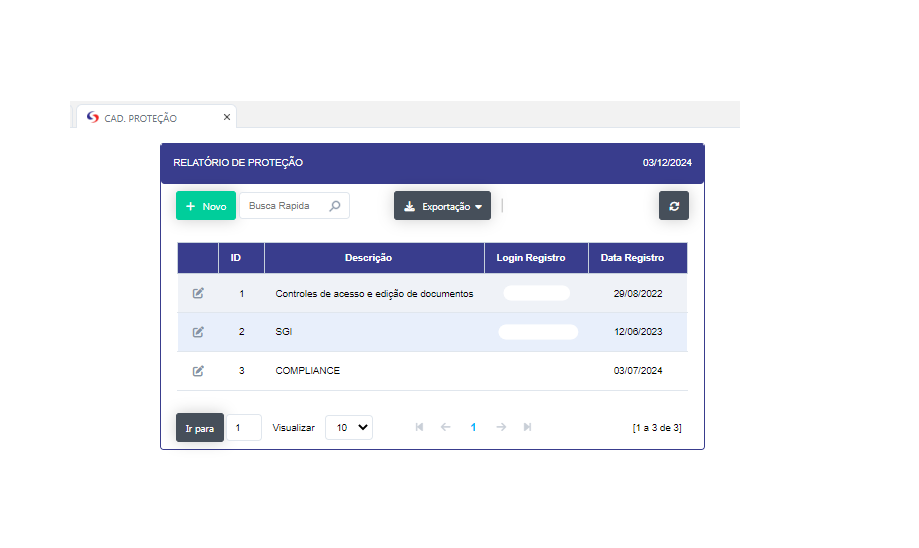 CAD. PROTEÇÃO
RELATÓRIO DE PROTEÇÃO 03/12/2024
Novo Busca Rapida Exportação
ID Descrição Login Registro Data Registro
1 Controles de acesso e edição de documentos 29/08/2022
2 SGI 12/06/2023
3 COMPLIANCE 03/07/2024
Ir para 1 Visualizar 10 1 [1 a 3 de 3]